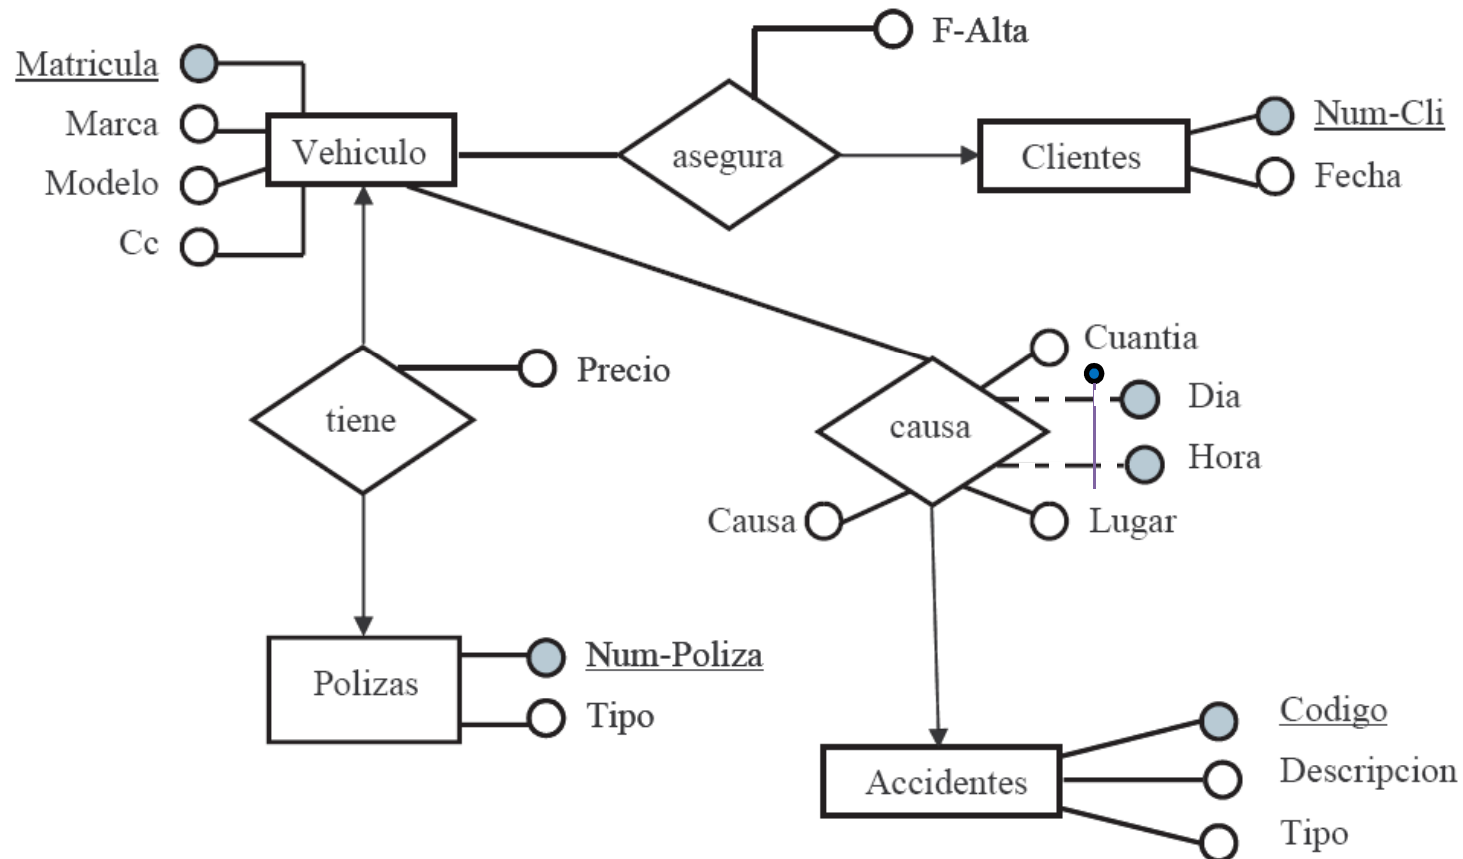 F-Alta
Matricula
Marca
Modelo
Cc
Vehiculo
asegura
Clientes
Num-Cli
Fecha
tiene
Precio
causa
Cuantia
Dia
Hora
Causa
Lugar
Polizas
Num-Poliza
Tipo
Accidentes
Codigo
Descripcion
Tipo